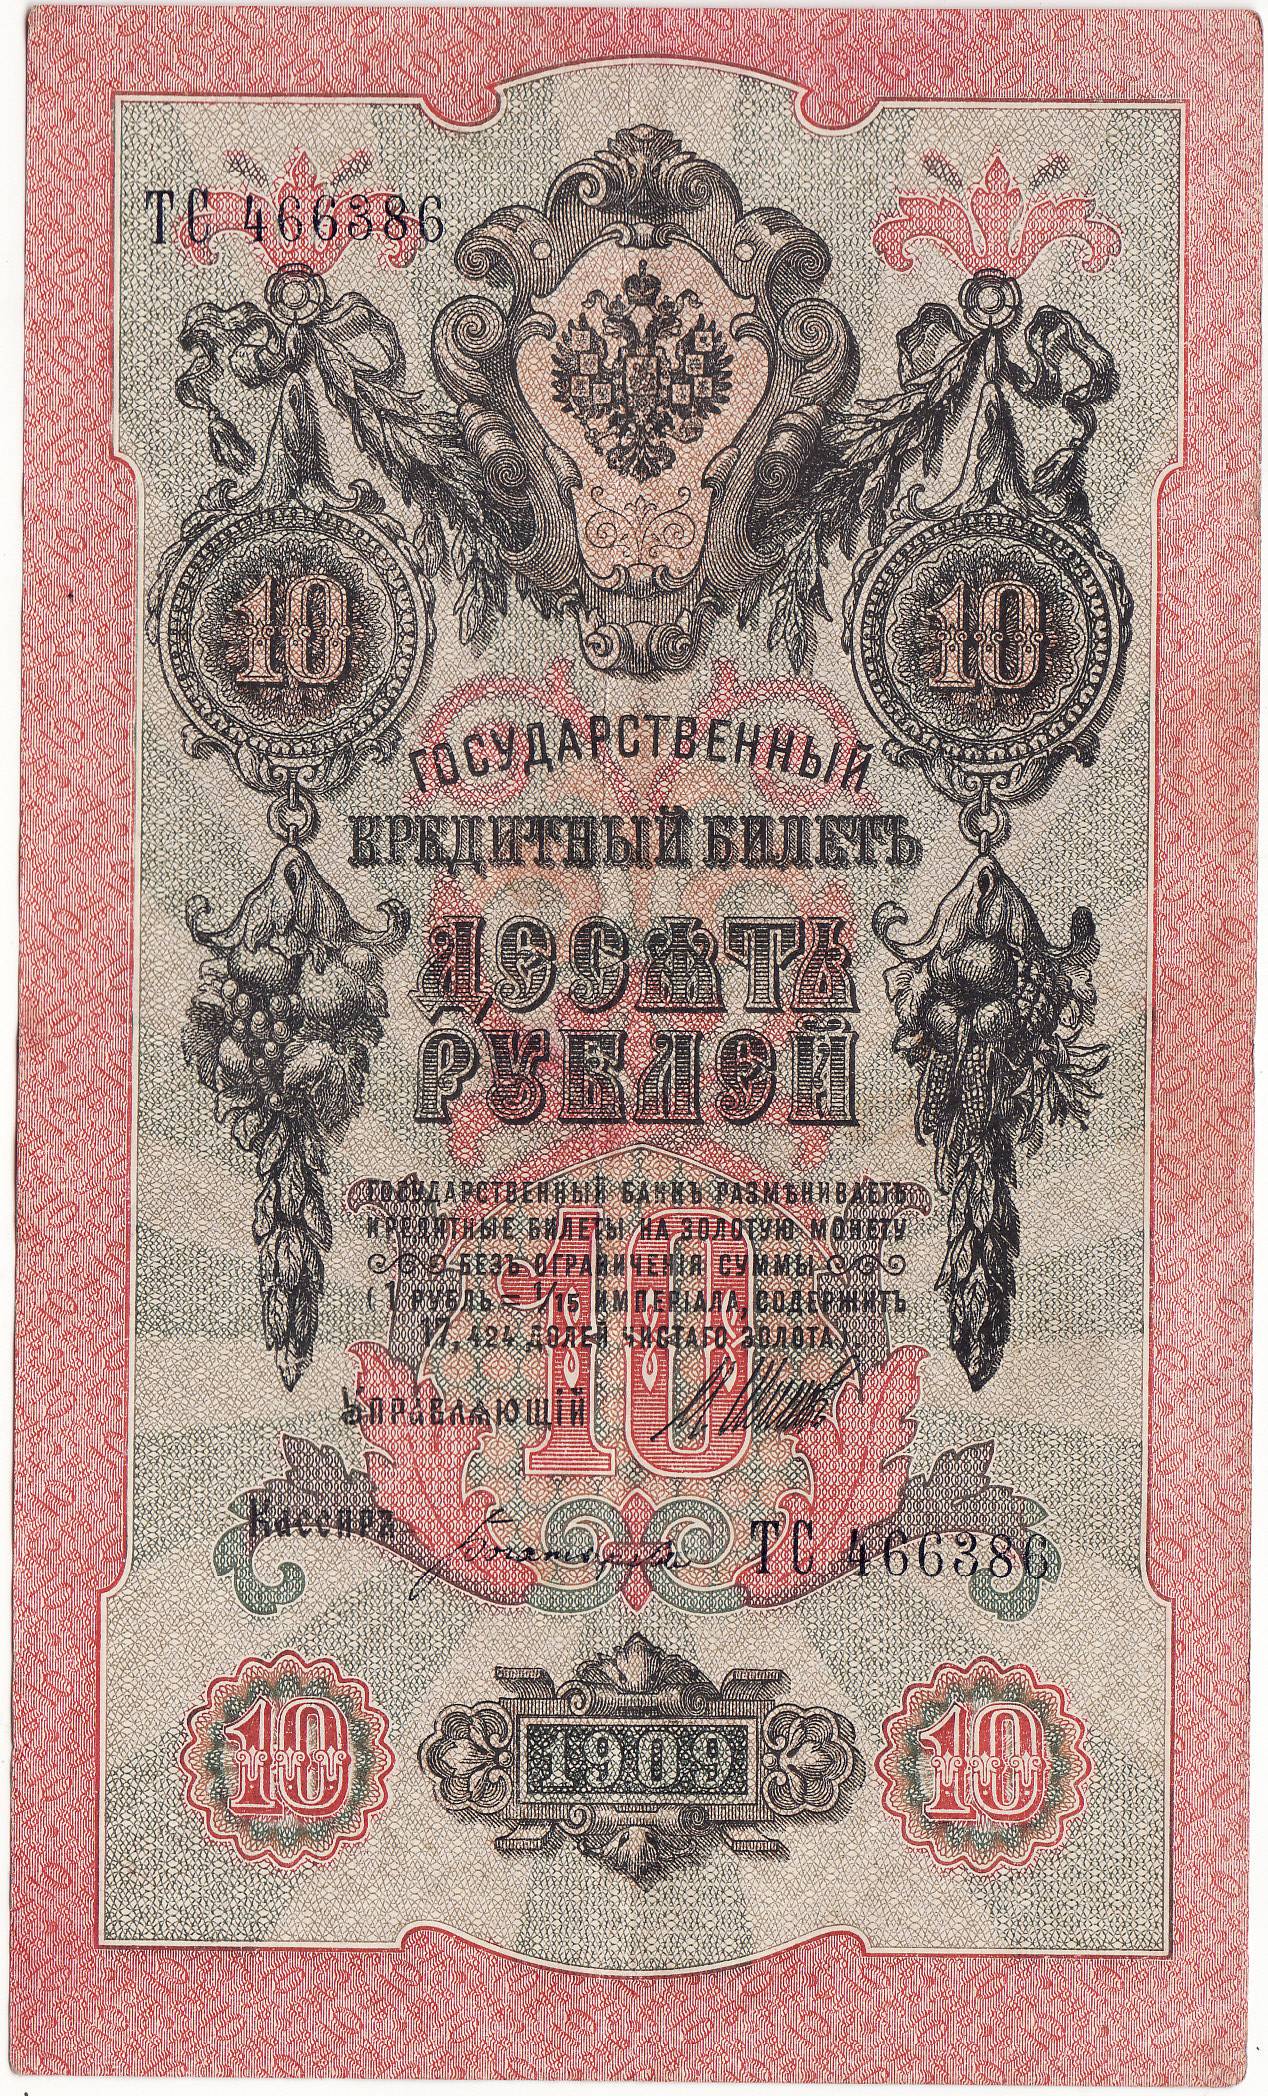 ТС 466386
10 10
ГОСУДАРСТВЕННЫЙ
КРЕДИТНЫЙ БИЛЕТЪ
ДЕСЯТЬ
РУБЛЕЙ
ГОСУДАРСТВЕННЫЙ БАНКЪ РАЗМѢНИВАЕТЪ
КРЕДИТНЫЕ БИЛЕТЫ НА ЗОЛОТУЮ МОНЕТУ
БЕЗЪ ОГРАНИЧЕНІЯ СУММЫ
(1 РУБЛЬ = 1/15 ИМПЕРІАЛА, СОДЕРЖИТЪ
17,424 ДОЛЕЙ ЧИСТАГО ЗОЛОТА)
10
УПРАВЛЯЮЩІЙ
Кассиръ
ТС 466386
10 1909 10